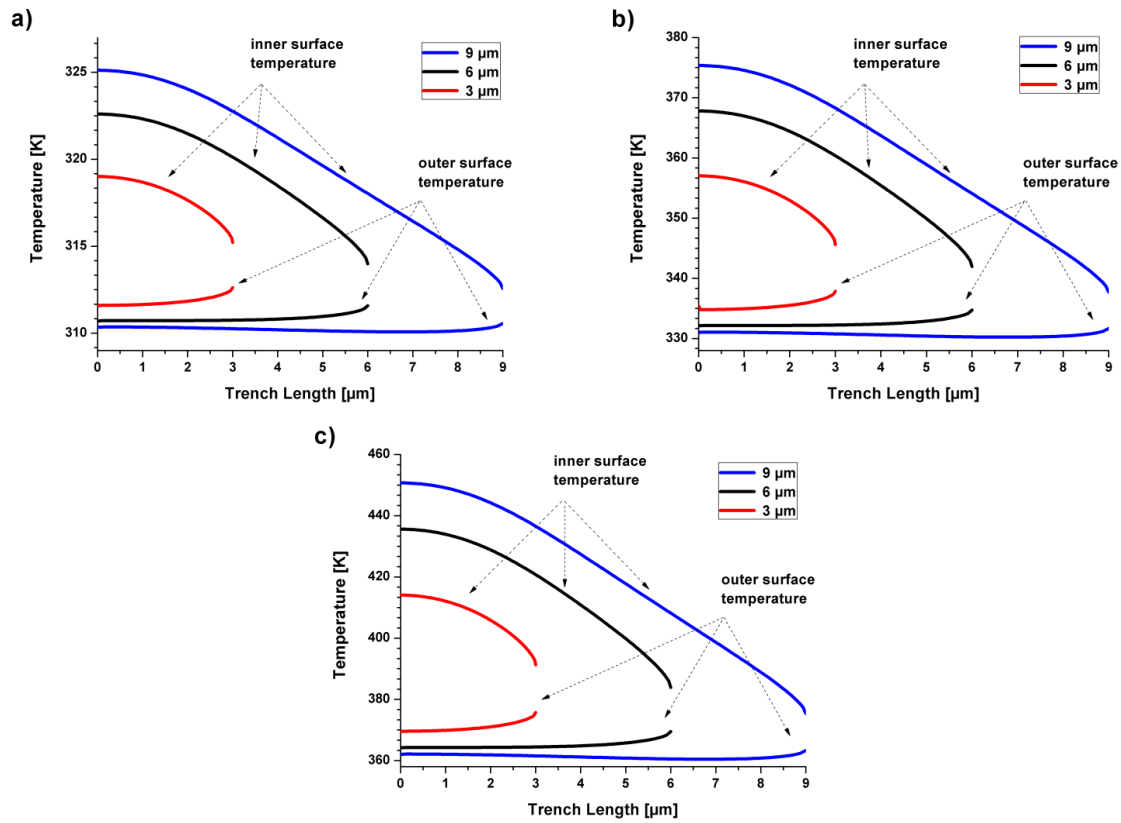 a)
inner surface
temperature
9 µm
6 µm
3 µm
outer surface
temperature
325
320
315
310
Temperature [K]
0 1 2 3 4 5 6 7 8 9
Trench Length [µm]
b)
inner surface
temperature
9 µm
6 µm
3 µm
outer surface
temperature
380
370
360
350
340
330
Temperature [K]
0 1 2 3 4 5 6 7 8 9
Trench Length [µm]
c)
inner surface
temperature
9 µm
6 µm
3 µm
outer surface
temperature
460
440
420
400
380
360
Temperature [K]
0 1 2 3 4 5 6 7 8 9
Trench Length [µm]